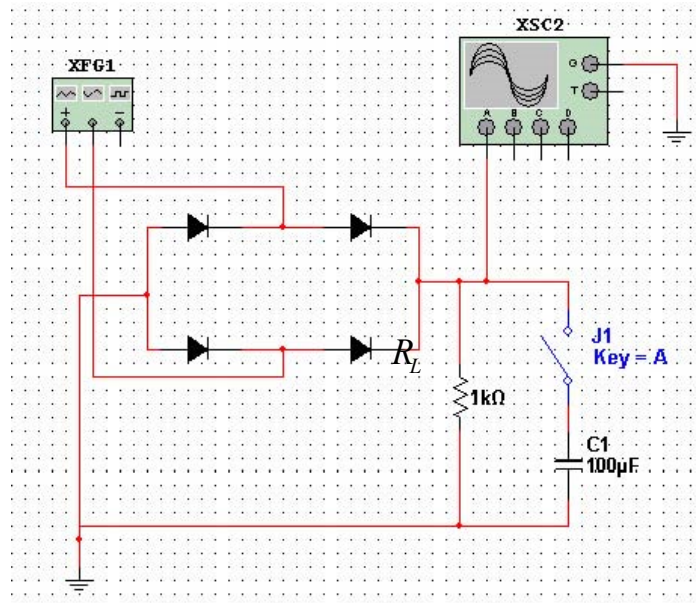 XSC2
XFG1
G
T
+
−
A B C D
J1
Key = A
R_L
1kΩ
C1
100µF